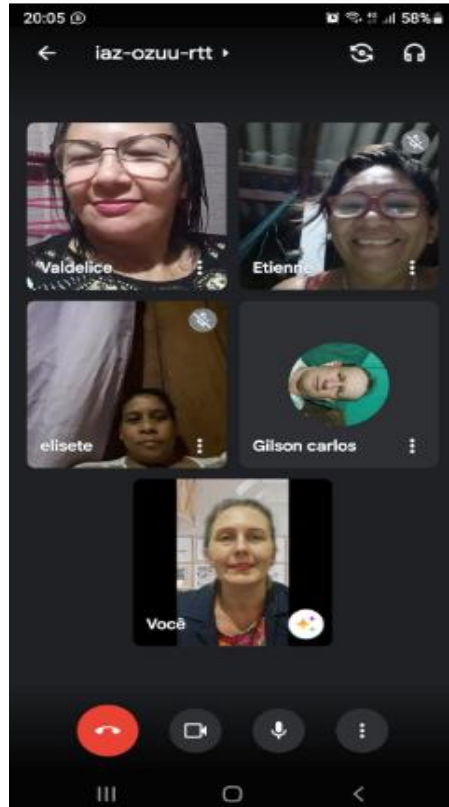 20:05
58%
iaz-ozuu-rtt
Valdelice
Etienne
elisete
Gilson carlos
Você